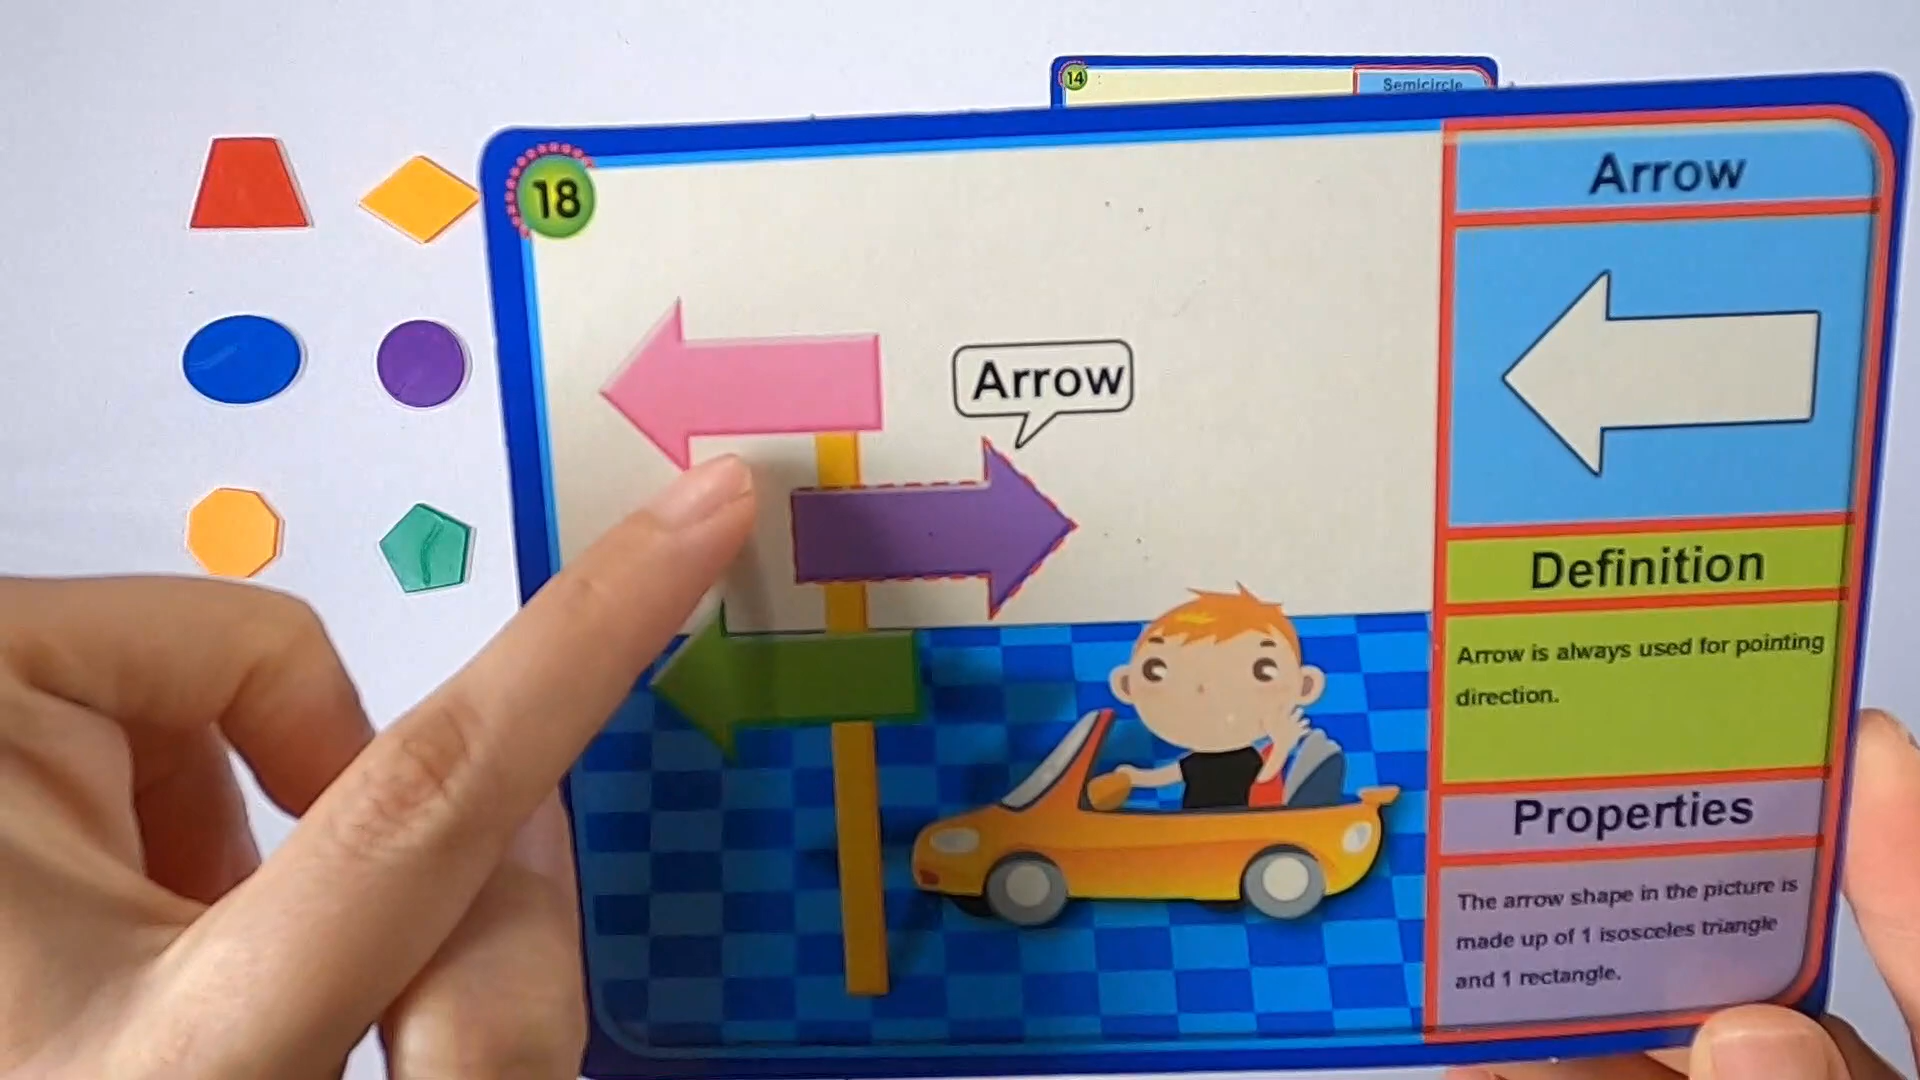 14
Semicircle
18
Arrow
Arrow
Definition
Arrow is always used for pointing
direction.
Properties
The arrow shape in the picture is
made up of 1 isosceles triangle
and 1 rectangle.